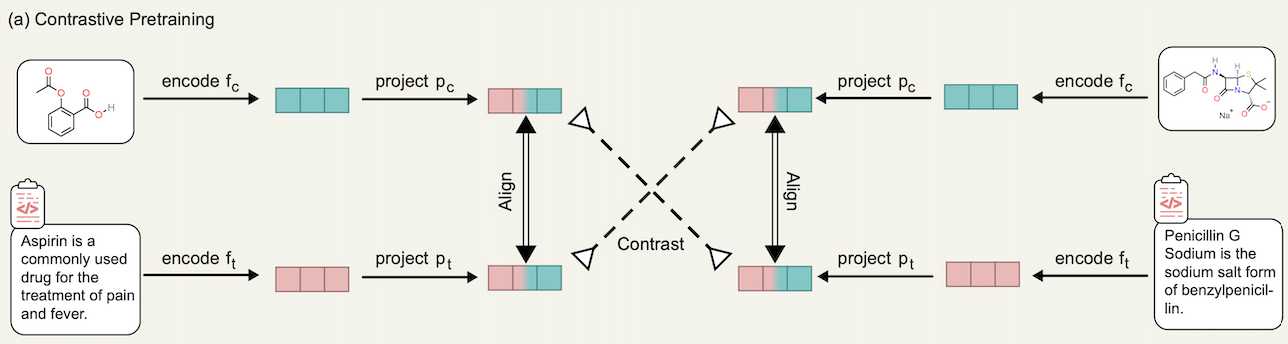 (a) Contrastive Pretraining
encode f_c
project p_c
project p_c
encode f_c
O
O
O
O
H
H
N
H
S
O
O
N
O
O⁻
Na⁺
Align
Align
Contrast
</>
Aspirin is a
commonly used
drug for the
treatment of pain
and fever.
encode f_t
project p_t
project p_t
encode f_t
</>
Penicillin G
Sodium is the
sodium salt form
of benzylpenicil-
lin.